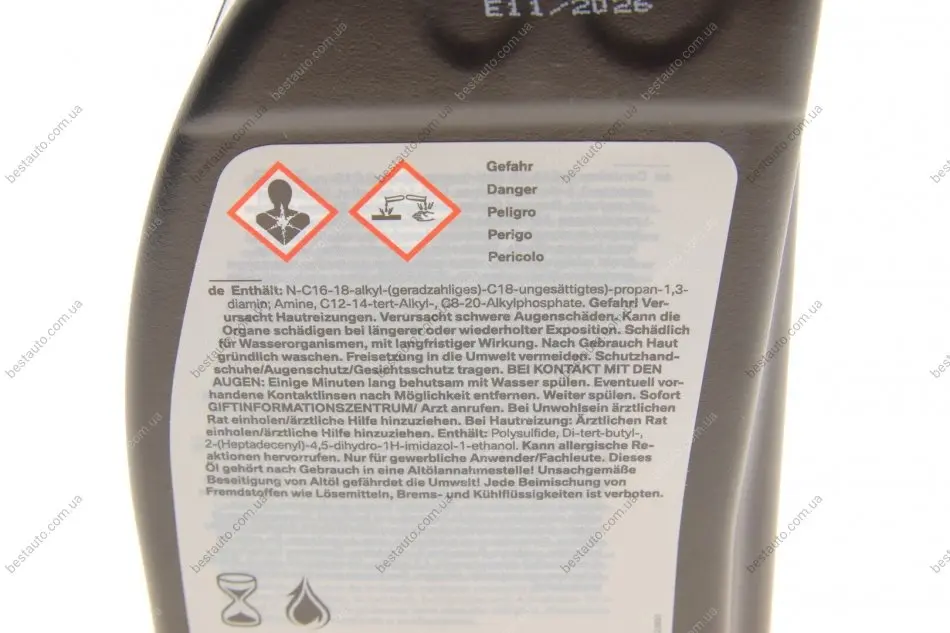 E11/2026
Gefahr
Danger
Peligro
Perigo
Pericolo
de Enthält: N-C16-18-alkyl-(geradzahliges)-C18-ungesättigtes)-propan-1,3-
diamin; Amine, C12-14-tert-Alkyl-, C8-20-Alkylphosphate. Gefahr! Ver-
ursacht Hautreizungen. Verursacht schwere Augenschäden. Kann die
Organe schädigen bei längerer oder wiederholter Exposition. Schädlich
für Wasserorganismen, mit langfristiger Wirkung. Nach Gebrauch Haut
gründlich waschen. Freisetzung in die Umwelt vermeiden. Schutzhand-
schuhe/Augenschutz/Gesichtsschutz tragen. BEI KONTAKT MIT DEN
AUGEN: Einige Minuten lang behutsam mit Wasser spülen. Eventuell vor-
handene Kontaktlinsen nach Möglichkeit entfernen. Weiter spülen. Sofort
GIFTINFORMATIONSZENTRUM/ Arzt anrufen. Bei Unwohlsein ärztlichen
Rat einholen/ärztliche Hilfe hinzuziehen. Bei Hautreizung: Ärztlichen Rat
einholen/ärztliche Hilfe hinzuziehen. Enthält: Polysulfide, Di-tert-butyl-,
2-(Heptadecenyl)-4,5-dihydro-1H-imidazol-1-ethanol. Kann allergische Re-
aktionen hervorrufen. Nur für gewerbliche Anwender/Fachleute. Dieses
Öl gehört nach Gebrauch in eine Altölannahmestelle! Unsachgemäße
Beseitigung von Altöl gefährdet die Umwelt! Jede Beimischung von
Fremdstoffen wie Lösemitteln, Brems- und Kühlflüssigkeiten ist verboten.
bestauto.com.ua